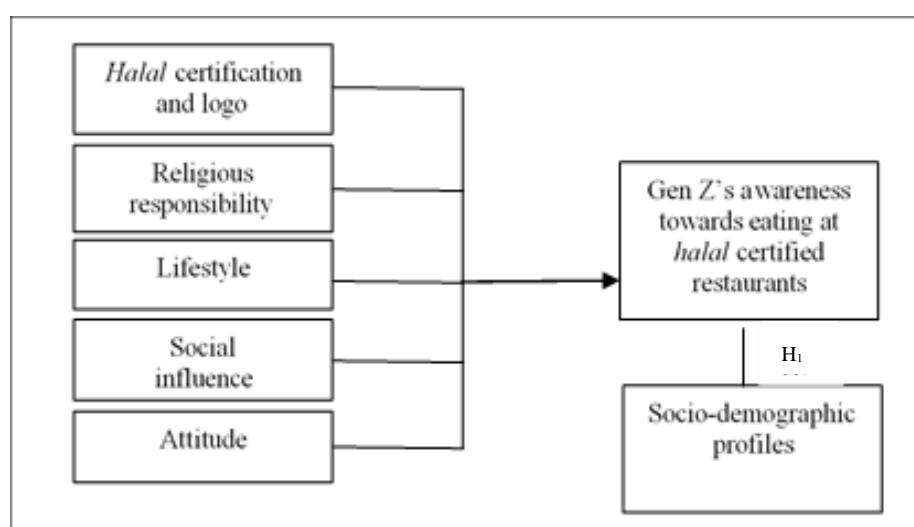 Halal certification
and logo
Religious
responsibility
Lifestyle
Social
influence
Attitude
Gen Z's awareness
towards eating at
halal certified
restaurants
H1
Socio-demographic
profiles